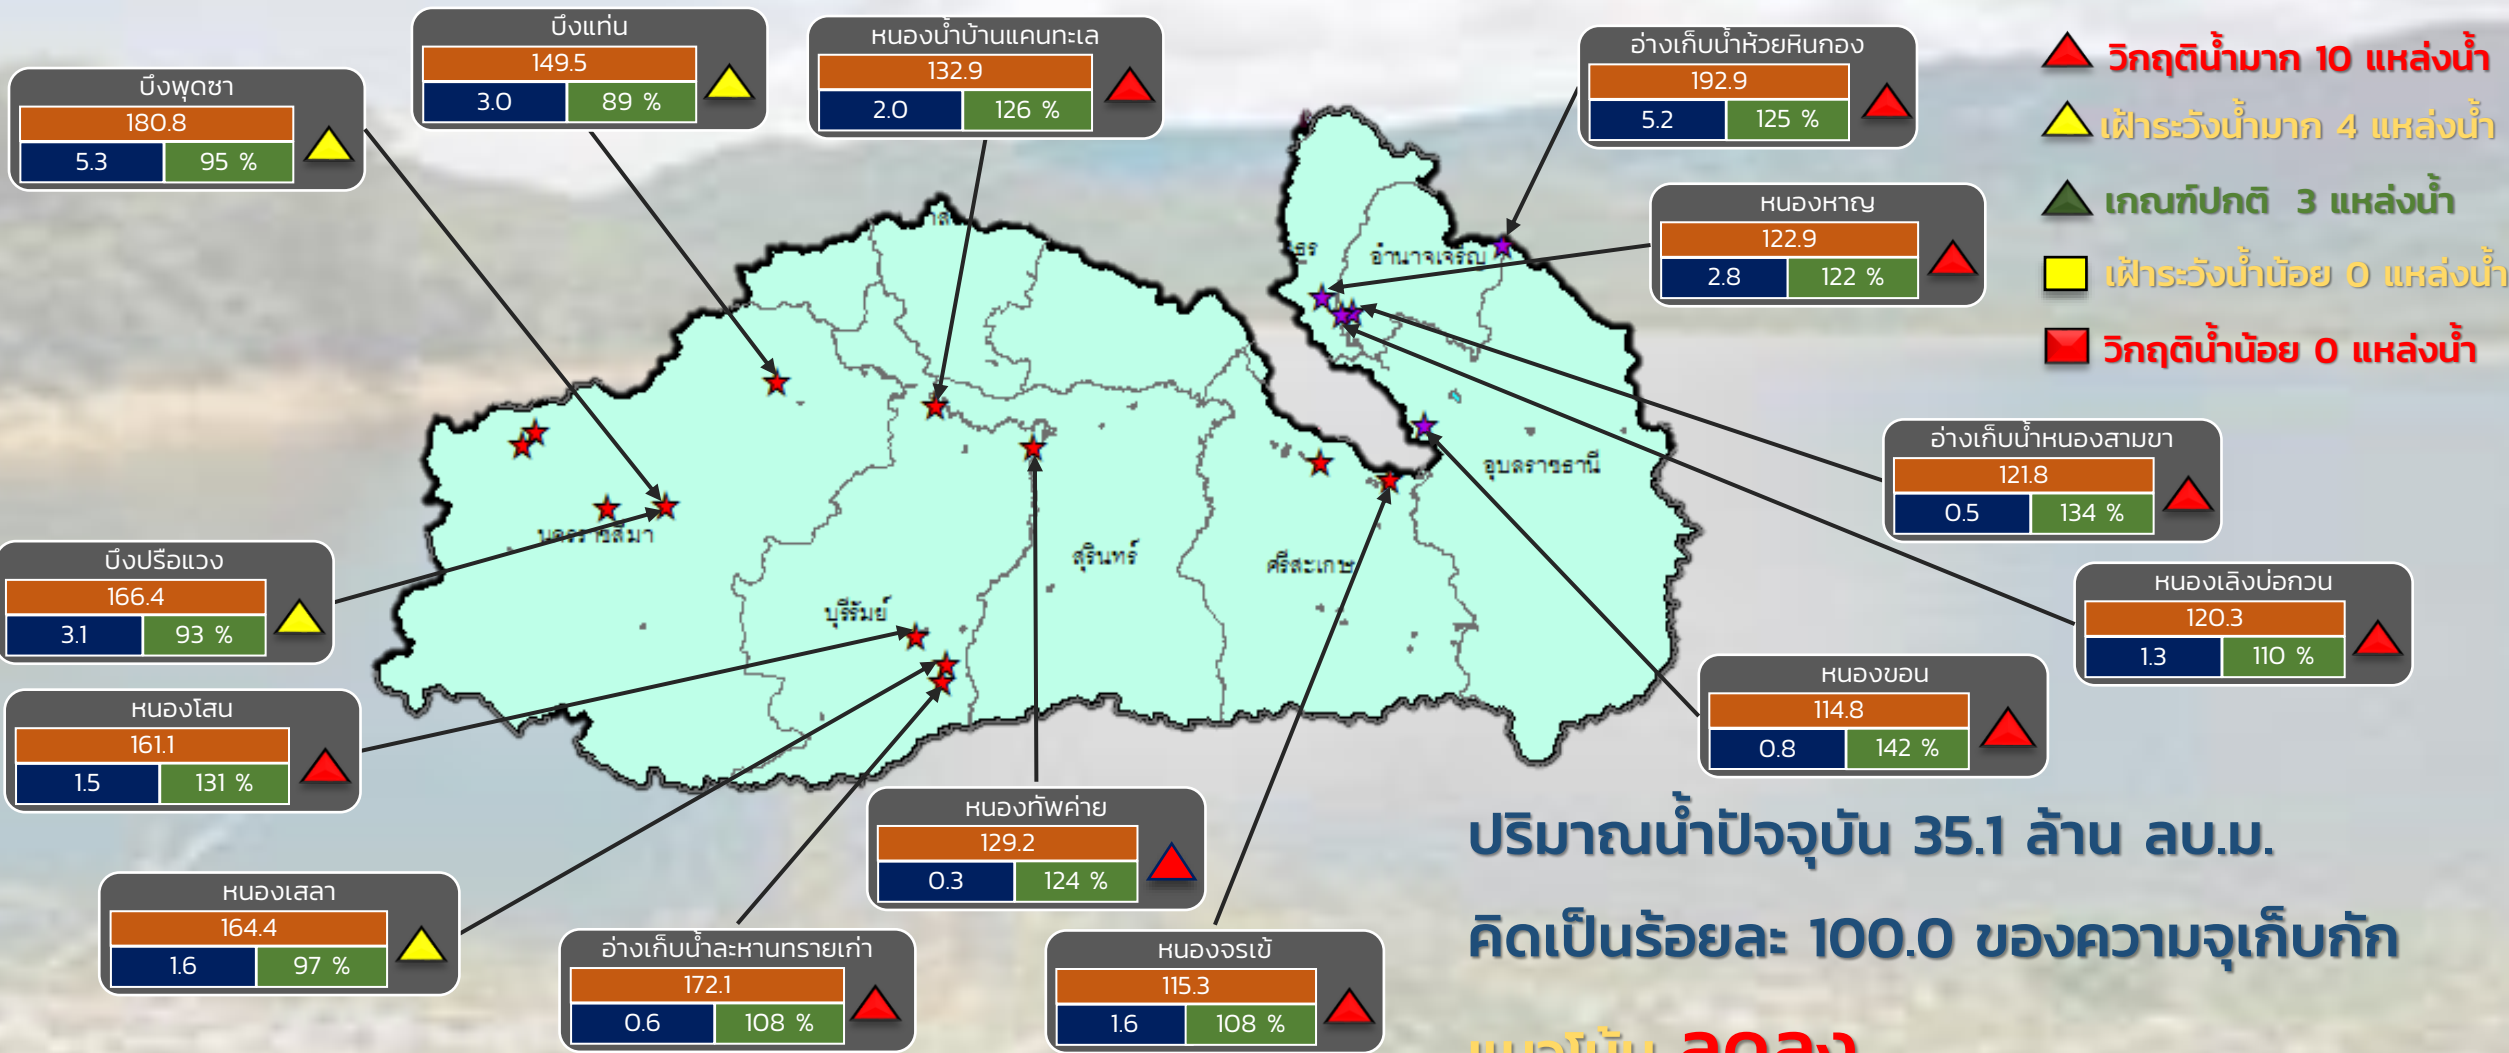 บึงแท่น
149.5
3.0 89 %
หนองน้ำบ้านแคนทะเล
132.9
2.0 126 %
อ่างเก็บน้ำห้วยหินกอง
192.9
5.2 125 %
วิกฤติน้ำมาก 10 แหล่งน้ำ
เฝ้าระวังน้ำมาก 4 แหล่งน้ำ
เกณฑ์ปกติ 3 แหล่งน้ำ
เฝ้าระวังน้ำน้อย 0 แหล่งน้ำ
วิกฤติน้ำน้อย 0 แหล่งน้ำ
บึงพุดซา
180.8
5.3 95 %
หนองหาญ
122.9
2.8 122 %
อำนาจเจริญ
อุบลราชธานี
นครราชสีมา
สุรินทร์
ศรีสะเกษ
บุรีรัมย์
อ่างเก็บน้ำหนองสามขา
121.8
0.5 134 %
บึงปรือแวง
166.4
3.1 93 %
หนองเลิงบ่อกวน
120.3
1.3 110 %
หนองโสน
161.1
1.5 131 %
หนองขอน
114.8
0.8 142 %
หนองทัพค่าย
129.2
0.3 124 %
หนองเสลา
164.4
1.6 97 %
อ่างเก็บน้ำละหานทรายเก่า
172.1
0.6 108 %
หนองจรเข้
115.3
1.6 108 %
ปริมาณน้ำปัจจุบัน 35.1 ล้าน ลบ.ม.
คิดเป็นร้อยละ 100.0 ของความจุเก็บกัก
แนวโน้ม ลดลง